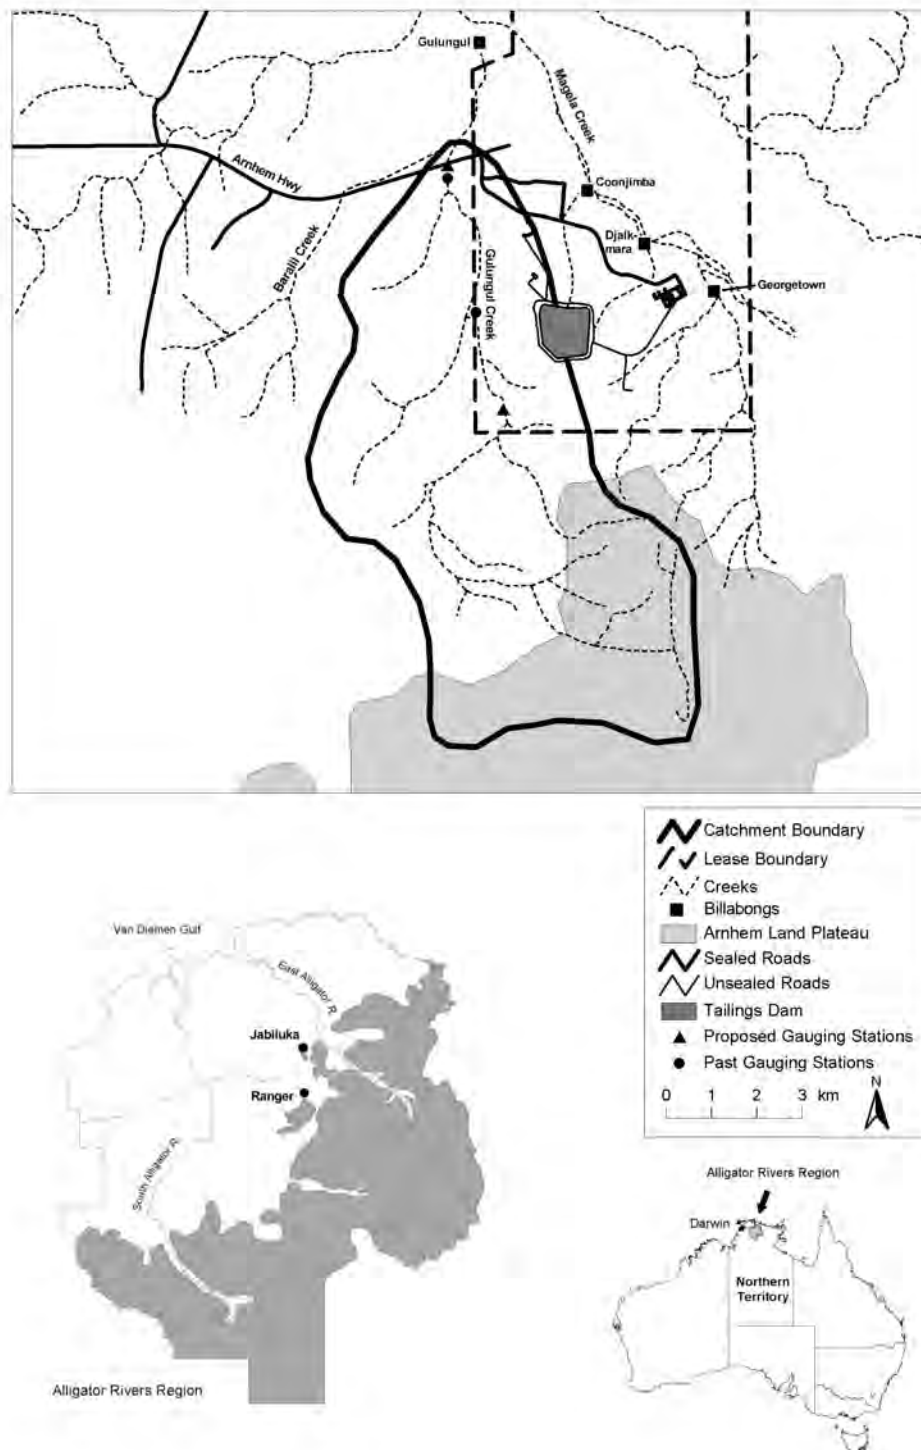 Gulungul
Magela Creek
Arnhem Hwy
Coonjimba
Baralil Creek
Gulungul Creek
Djalk-
mara
Georgetown
Catchment Boundary
Lease Boundary
Creeks
Billabongs
Arnhem Land Plateau
Sealed Roads
Unsealed Roads
Tailings Dam
Proposed Gauging Stations
Past Gauging Stations
0 1 2 3 km
N
Van Diemen Gulf
East Alligator R.
Jabiluka
Ranger
South Alligator R.
Alligator Rivers Region
Alligator Rivers Region
Darwin
Northern
Territory